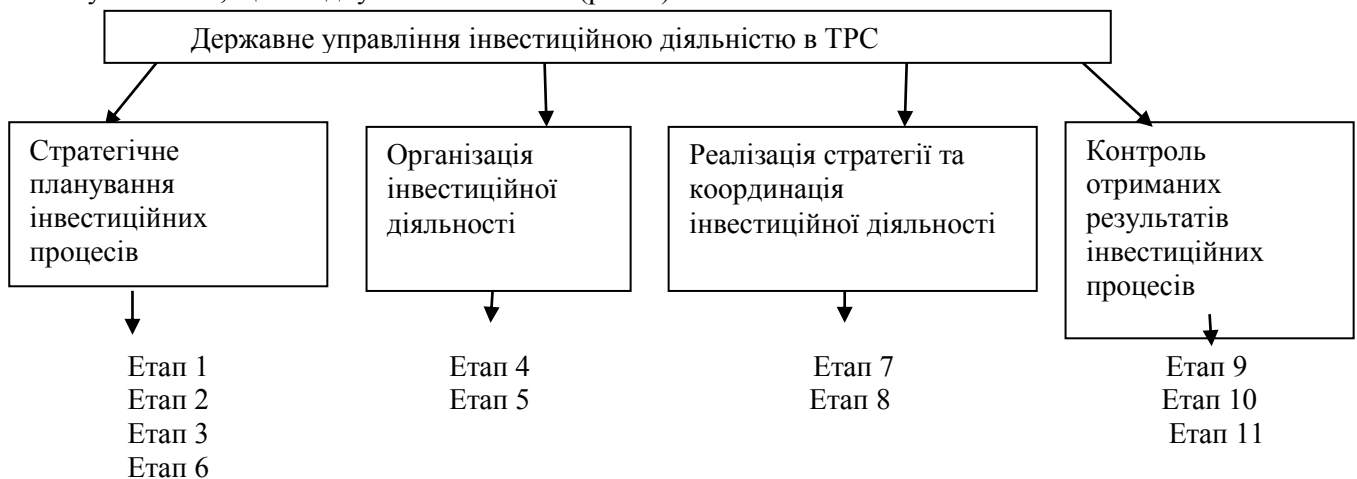 Державне управління інвестиційною діяльністю в ТРС
Стратегічне
планування
інвестиційних
процесів
Організація
інвестиційної
діяльності
Реалізація стратегії та
координація
інвестиційної діяльності
Контроль
отриманих
результатів
інвестиційних
процесів
Етап 1
Етап 2
Етап 3
Етап 6
Етап 4
Етап 5
Етап 7
Етап 8
Етап 9
Етап 10
Етап 11